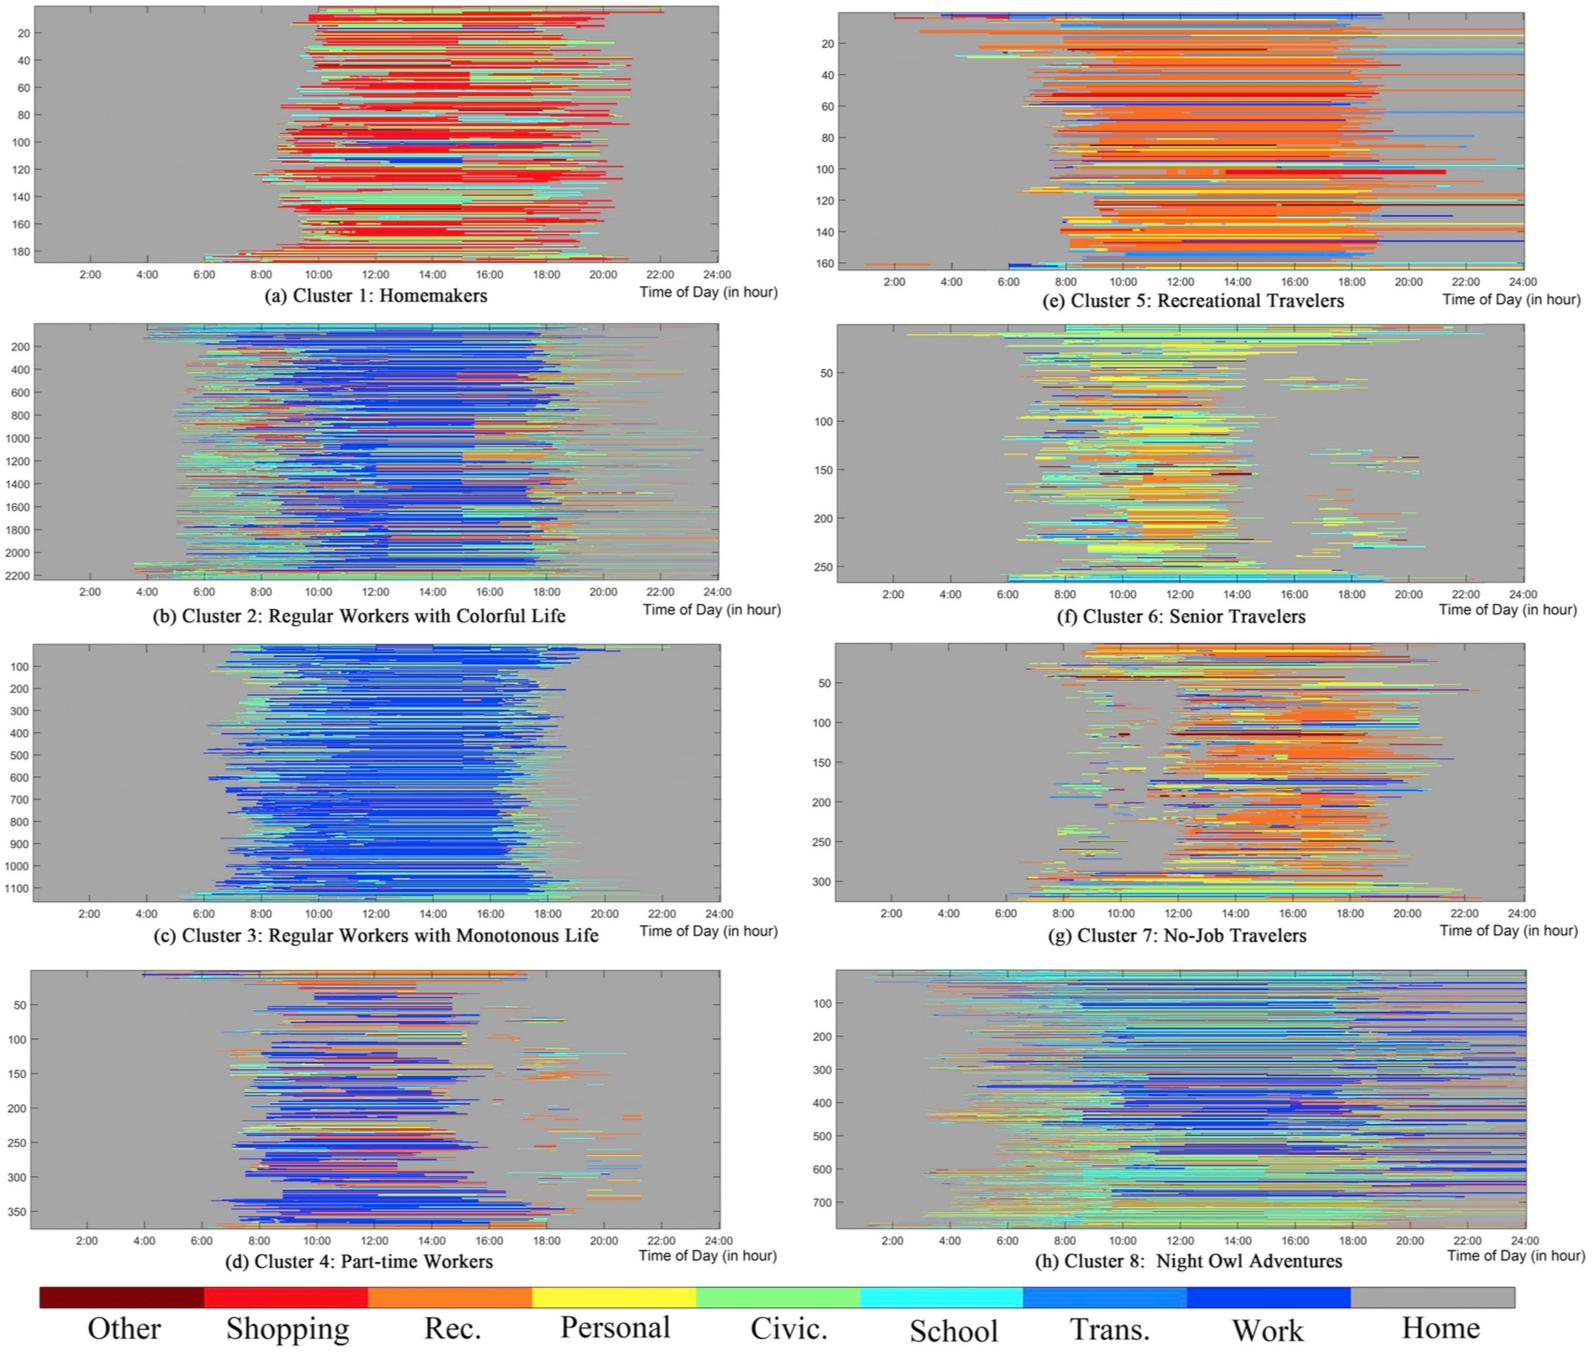 20
40
60
80
100
120
140
160
180
2:00 4:00 6:00 8:00 10:00 12:00 14:00 16:00 18:00 20:00 22:00 24:00
(a) Cluster 1: Homemakers
Time of Day (in hour)
20
40
60
80
100
120
140
160
2:00 4:00 6:00 8:00 10:00 12:00 14:00 16:00 18:00 20:00 22:00 24:00
(e) Cluster 5: Recreational Travelers
Time of Day (in hour)
200
400
600
800
1000
1200
1400
1600
1800
2000
2200
2:00 4:00 6:00 8:00 10:00 12:00 14:00 16:00 18:00 20:00 22:00 24:00
(b) Cluster 2: Regular Workers with Colorful Life
Time of Day (in hour)
50
100
150
200
250
2:00 4:00 6:00 8:00 10:00 12:00 14:00 16:00 18:00 20:00 22:00 24:00
(f) Cluster 6: Senior Travelers
Time of Day (in hour)
100
200
300
400
500
600
700
800
900
1000
1100
2:00 4:00 6:00 8:00 10:00 12:00 14:00 16:00 18:00 20:00 22:00 24:00
(c) Cluster 3: Regular Workers with Monotonous Life
Time of Day (in hour)
50
100
150
200
250
300
2:00 4:00 6:00 8:00 10:00 12:00 14:00 16:00 18:00 20:00 22:00 24:00
(g) Cluster 7: No-Job Travelers
Time of Day (in hour)
50
100
150
200
250
300
350
2:00 4:00 6:00 8:00 10:00 12:00 14:00 16:00 18:00 20:00 22:00 24:00
(d) Cluster 4: Part-time Workers
Time of Day (in hour)
100
200
300
400
500
600
700
2:00 4:00 6:00 8:00 10:00 12:00 14:00 16:00 18:00 20:00 22:00 24:00
(h) Cluster 8: Night Owl Adventures
Time of Day (in hour)
Other Shopping Rec. Personal Civic. School Trans. Work Home